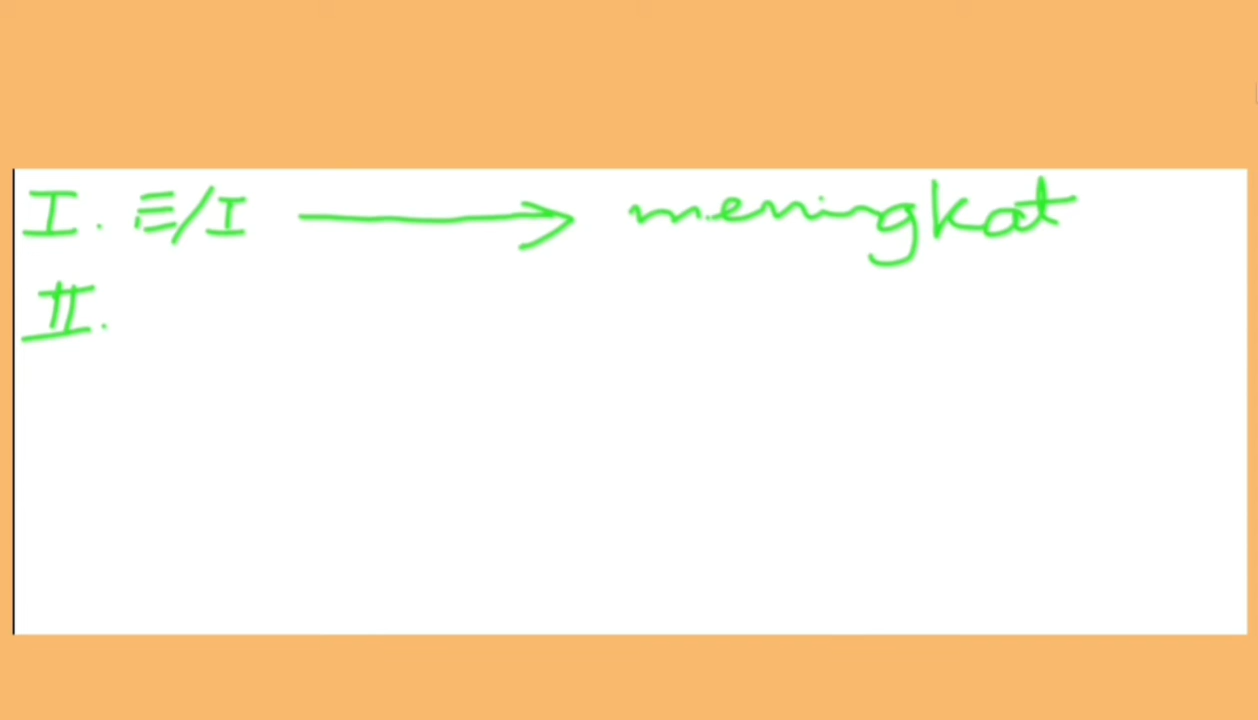 I. E/I → meningkat
II.